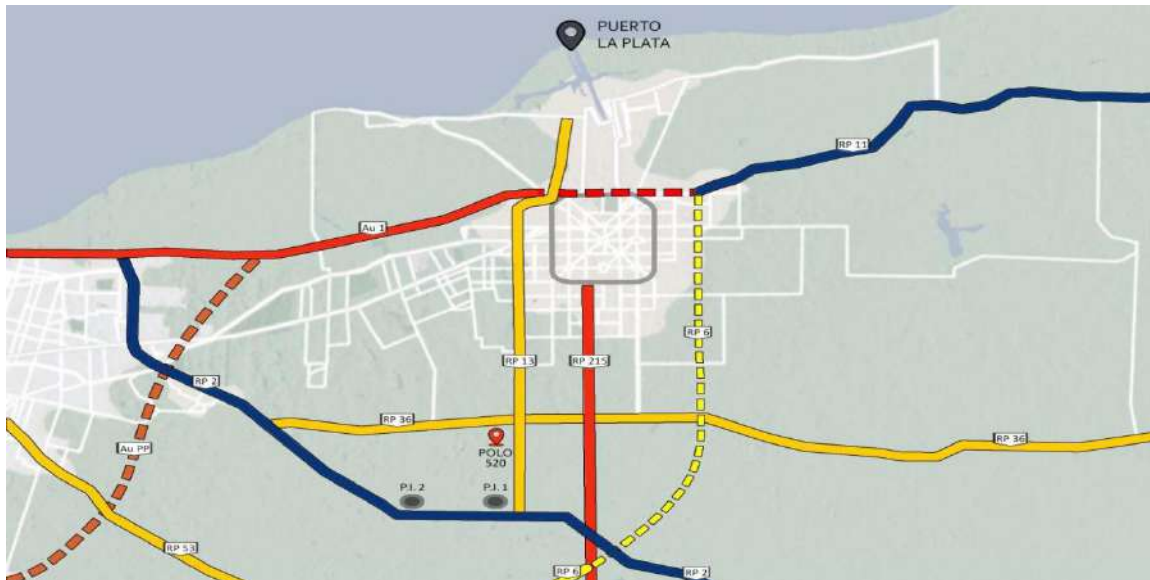 PUERTO
LA PLATA
RP 11
Au 1
RP 6
RP 13
RP 215
RP 2
RP 36
RP 36
Au PP
POLO
520
P.I. 2
P.I. 1
RP 53
RP 6
RP 2